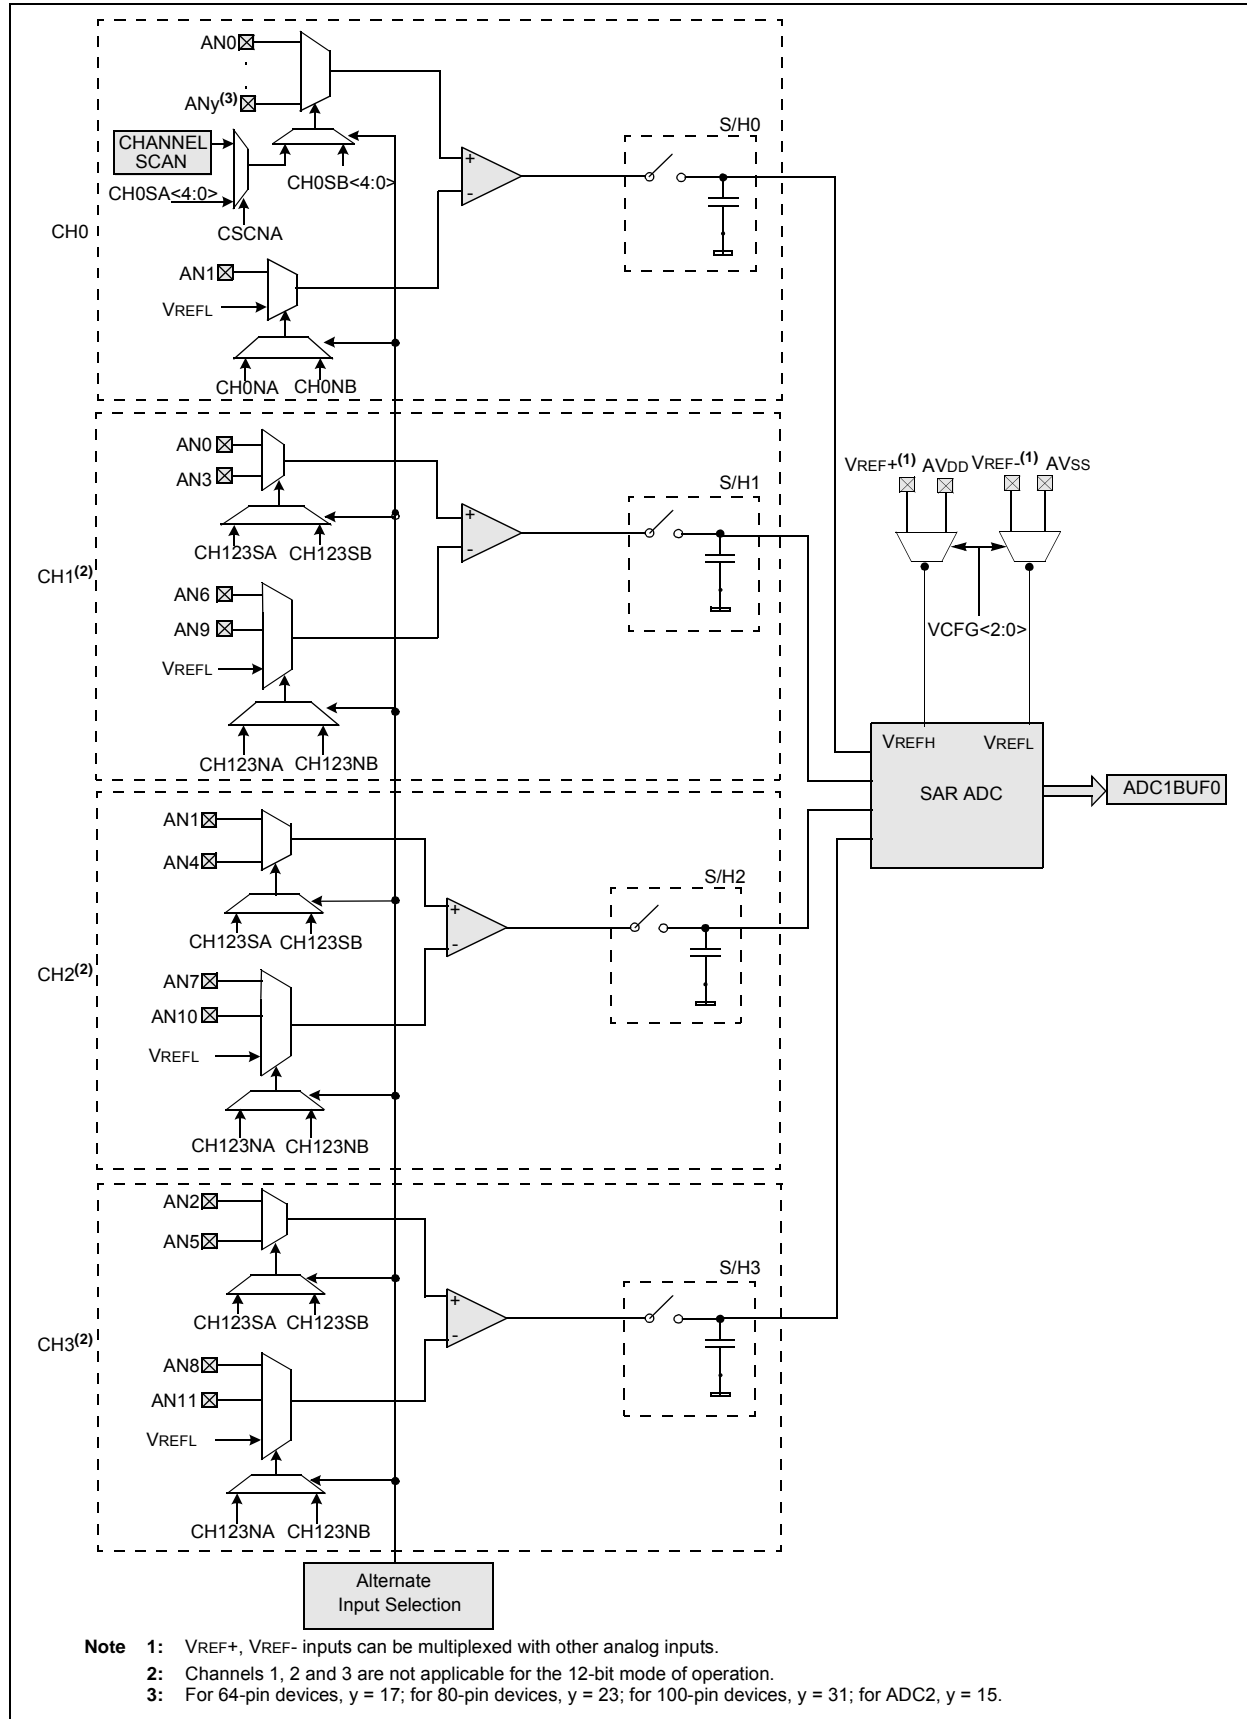 AN0
ANy(3)
CHANNEL
SCAN
CH0SA<4:0>
CH0SB<4:0>
CSCNA
CH0
AN1
VREFL
CH0NA
CH0NB
+
-
S/H0
AN0
AN3
CH123SA
CH123SB
CH1(2)
AN6
AN9
VREFL
CH123NA
CH123NB
+
-
S/H1
VREF+(1) AVDD VREF-(1) AVSS
VCFG<2:0>
VREFH
VREFL
SAR ADC
ADC1BUF0
AN1
AN4
CH123SA
CH123SB
CH2(2)
AN7
AN10
VREFL
CH123NA
CH123NB
+
-
S/H2
AN2
AN5
CH123SA
CH123SB
CH3(2)
AN8
AN11
VREFL
CH123NA
CH123NB
+
-
S/H3
Alternate
Input Selection
Note 1: VREF+, VREF- inputs can be multiplexed with other analog inputs.
2: Channels 1, 2 and 3 are not applicable for the 12-bit mode of operation.
3: For 64-pin devices, y = 17; for 80-pin devices, y = 23; for 100-pin devices, y = 31; for ADC2, y = 15.